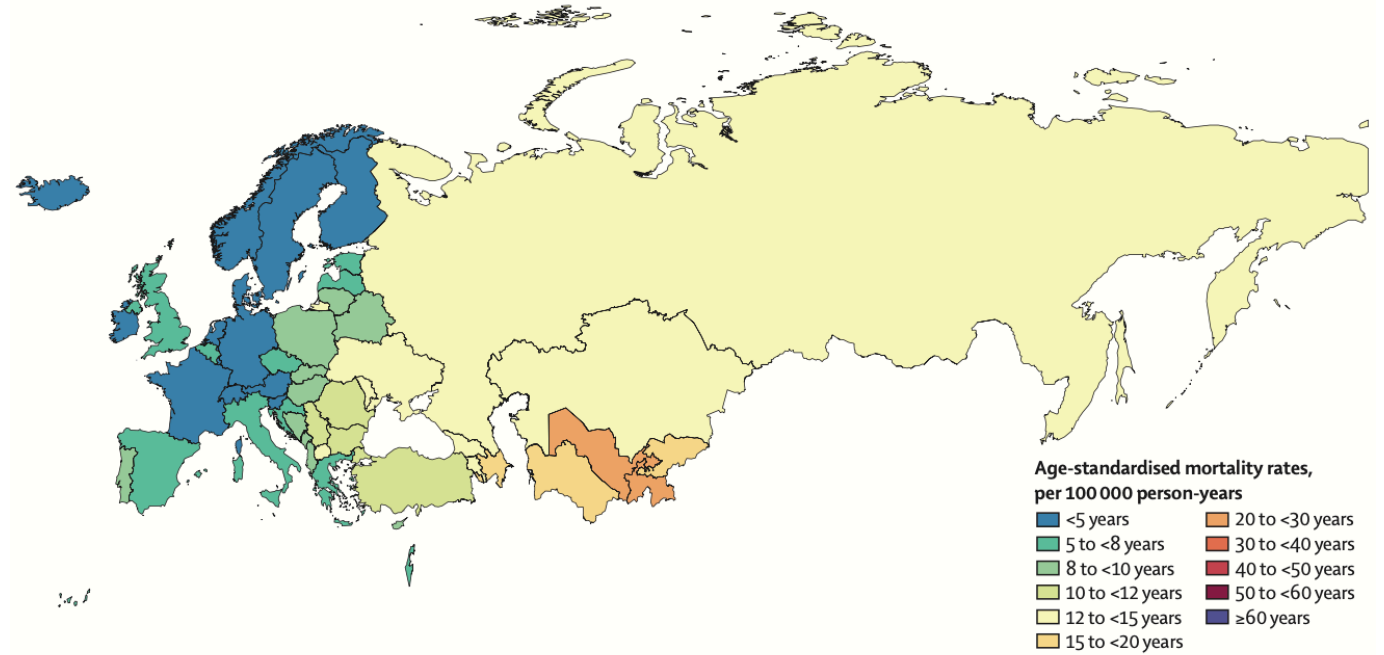 Age-standardised mortality rates,
per 100 000 person-years
<5 years
5 to <8 years
8 to <10 years
10 to <12 years
12 to <15 years
15 to <20 years
20 to <30 years
30 to <40 years
40 to <50 years
50 to <60 years
≥60 years